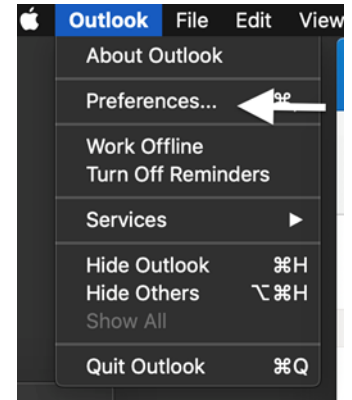 Outlook File Edit View
About Outlook
Preferences... ⌘,
Work Offline
Turn Off Reminders
Services ▶
Hide Outlook ⌘H
Hide Others ⌥⌘H
Show All
Quit Outlook ⌘Q